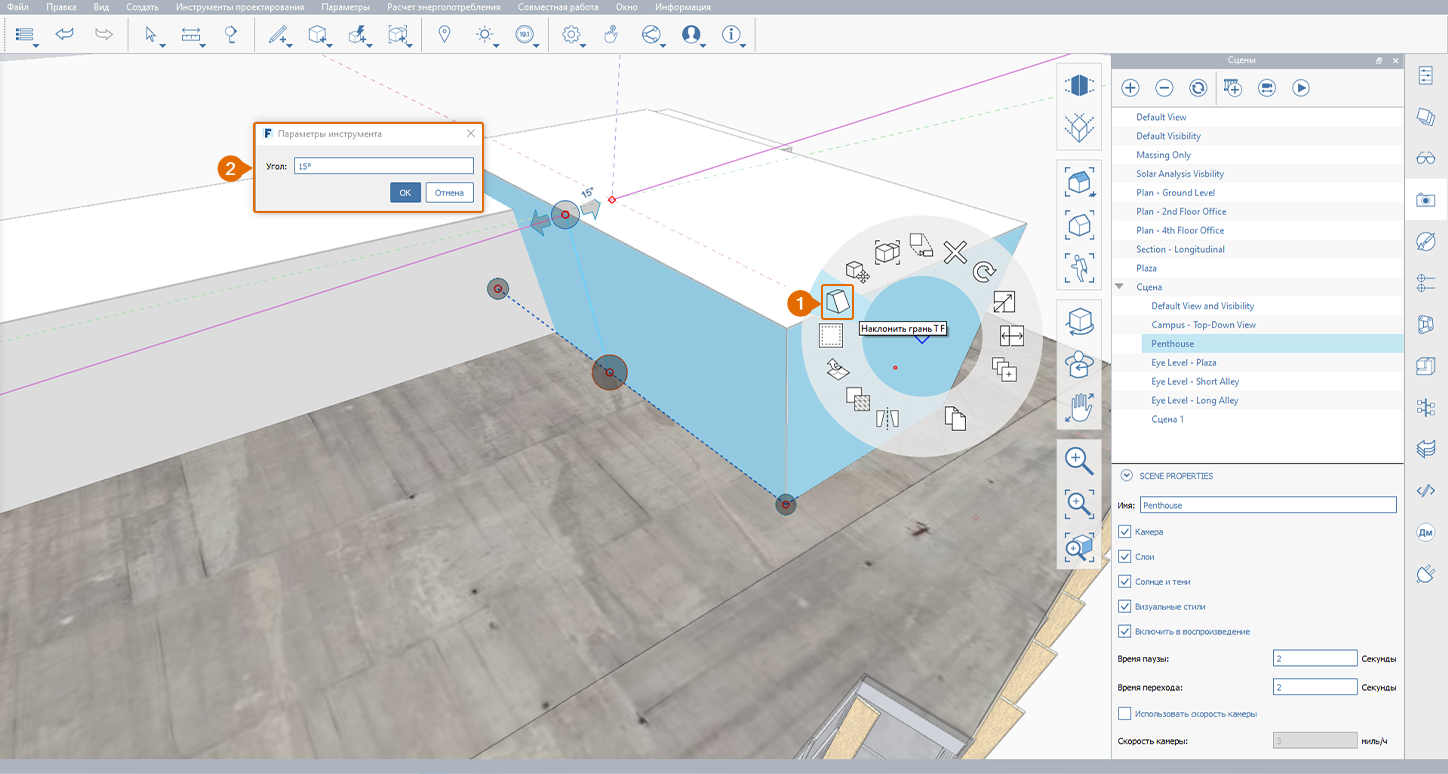 Файл Правка Вид Создать Инструменты проектирования Параметры Расчет энергопотребления Совместная работа Окно Информация
19.1
Сцены
Default View
Default Visibility
Massing Only
Solar Analysis Visbility
Plan - Ground Level
Plan - 2nd Floor Office
Plan - 4th Floor Office
Section - Longitudinal
Plaza
Сцена
Default View and Visibility
Campus - Top-Down View
Penthouse
Eye Level - Plaza
Eye Level - Short Alley
Eye Level - Long Alley
Сцена 1
SCENE PROPERTIES
Имя: Penthouse
Камера
Слои
Солнце и тени
Визуальные стили
Включить в воспроизведение
Время паузы: 2 Секунды
Время перехода: 2 Секунды
Использовать скорость камеры
Скорость камеры: 3 миль/ч
Дм
F Параметры инструмента
2
Угол: 15°
OK Отмена
15°
1
Наклонить грань T F